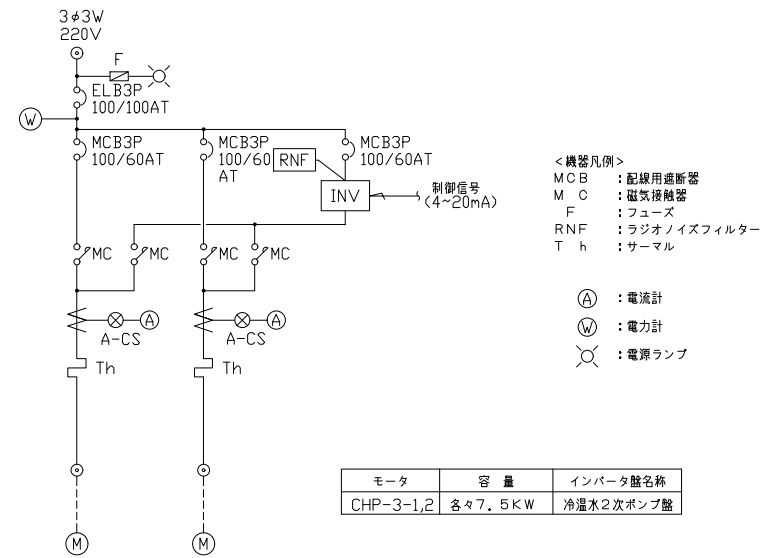 3φ3W
220V
F
ELB3P
100/100AT
W
MCB3P
100/60AT
MCB3P
100/60
AT
RNF
MCB3P
100/60AT
INV
制御信号
(4~20mA)
MC
MC
MC
MC
A
A-CS
A
A-CS
Th
Th
M
M
<機器凡例>
MCB :配線用遮断器
M C :磁気接触器
F :フューズ
RNF :ラジオノイズフィルター
T h :サーマル
A :電流計
W :電力計
:電源ランプ
モータ 容 量 インバータ盤名称
CHP-3-1,2 各々7.5KW 冷温水2次ポンプ盤